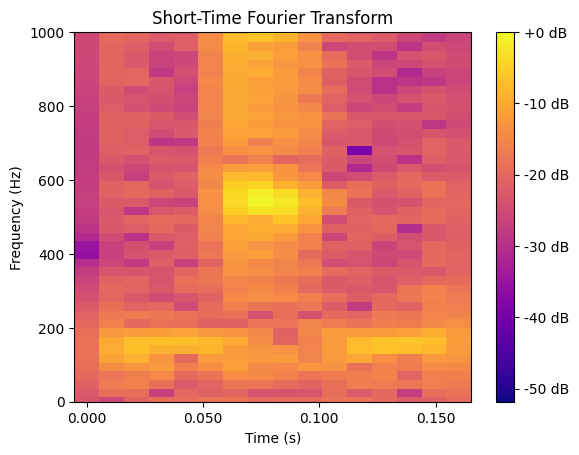 Short-Time Fourier Transform
1000
800
600
400
200
0
Frequency (Hz)
0.000
0.050
0.100
0.150
Time (s)
+0 dB
-10 dB
-20 dB
-30 dB
-40 dB
-50 dB